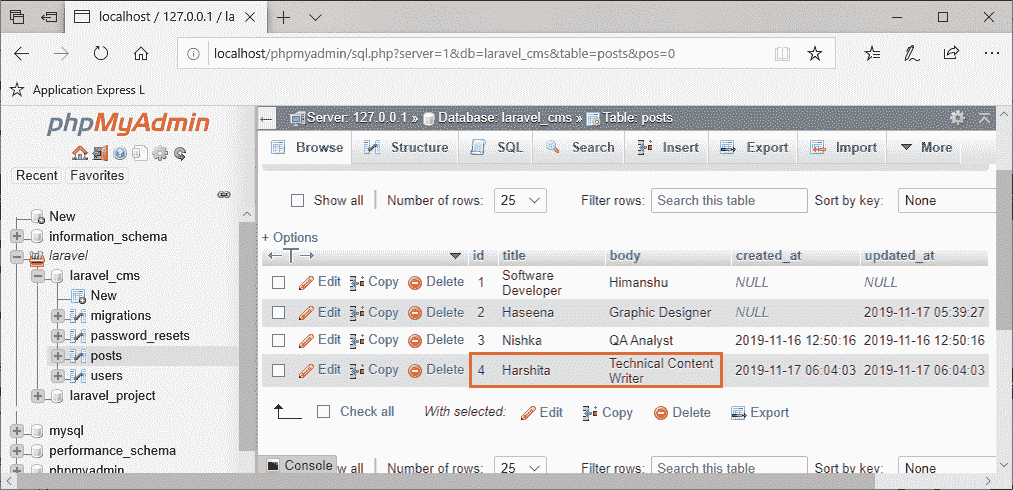 localhost / 127.0.0.1 / la
localhost/phpmyadmin/sql.php?server=1&db=laravel_cms&table=posts&pos=0
Application Express L
phpMyAdmin
Recent Favorites
New
information_schema
laravel
laravel_cms
New
migrations
password_resets
posts
users
laravel_project
mysql
performance_schema
phpmyadmin
Server: 127.0.0.1 » Database: laravel_cms » Table: posts
Browse Structure SQL Search Insert Export Import More
Show all Number of rows: 25 Filter rows: Search this table Sort by key: None
+ Options
id title body created_at updated_at
Edit Copy Delete 1 Software Developer Himanshu NULL NULL
Edit Copy Delete 2 Haseena Graphic Designer NULL 2019-11-17 05:39:27
Edit Copy Delete 3 Nishka QA Analyst 2019-11-16 12:50:16 2019-11-16 12:50:16
Edit Copy Delete 4 Harshita Technical Content Writer 2019-11-17 06:04:03 2019-11-17 06:04:03
Check all With selected: Edit Copy Delete Export
Console
w all Number of rows: 25 Filter rows: Search this table Sort by key: None